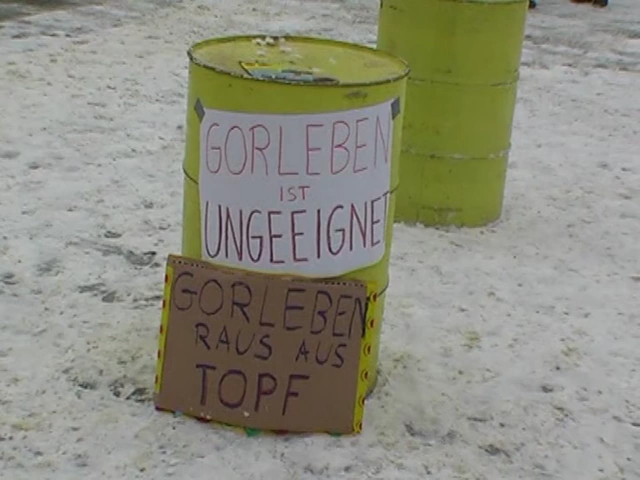 GORLEBEN
IST
UNGEEIGNET
GORLEBEN
RAUS AUS
TOPF